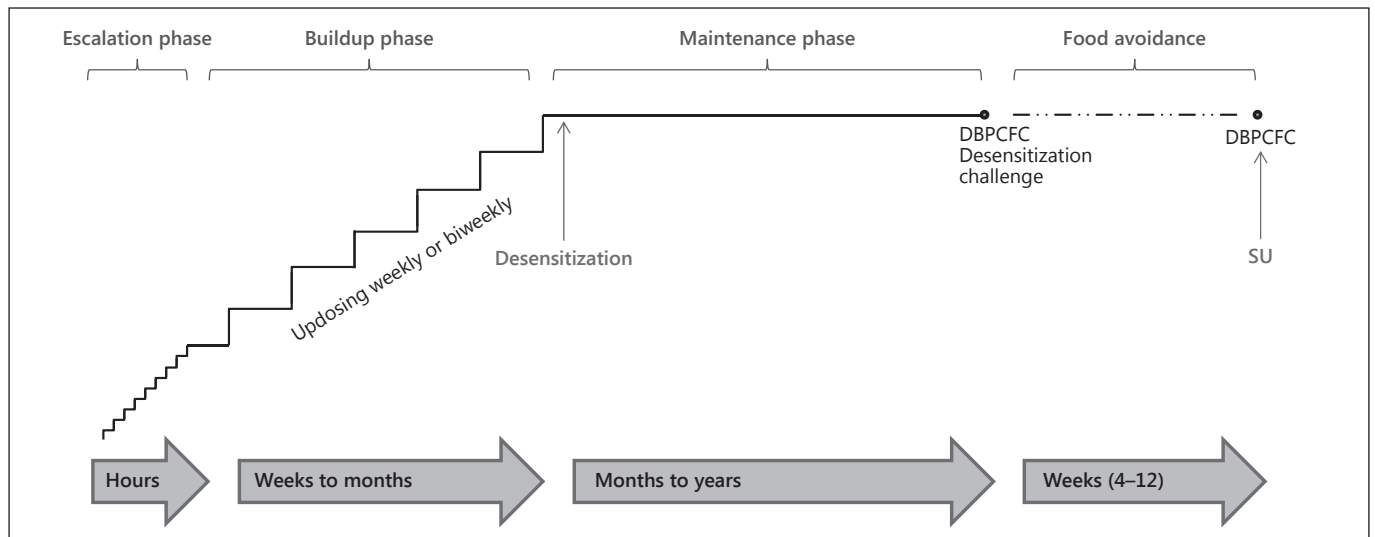 Escalation phase
Buildup phase
Maintenance phase
Food avoidance
DBPCFC
Desensitization
challenge
DBPCFC
Updosing weekly or biweekly
Desensitization
SU
Hours
Weeks to months
Months to years
Weeks (4–12)